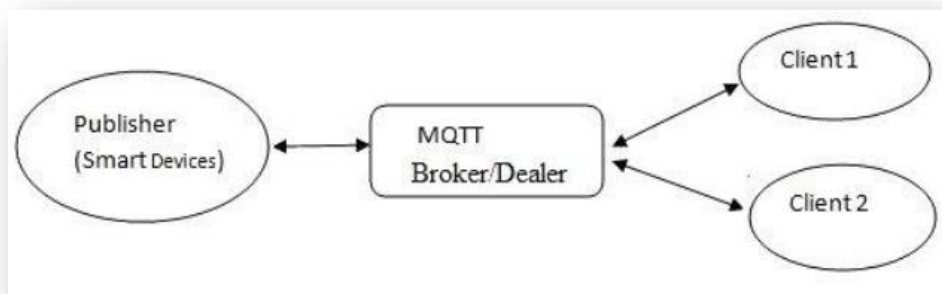 Publisher
(Smart Devices)
MQTT
Broker/Dealer
Client 1
Client 2